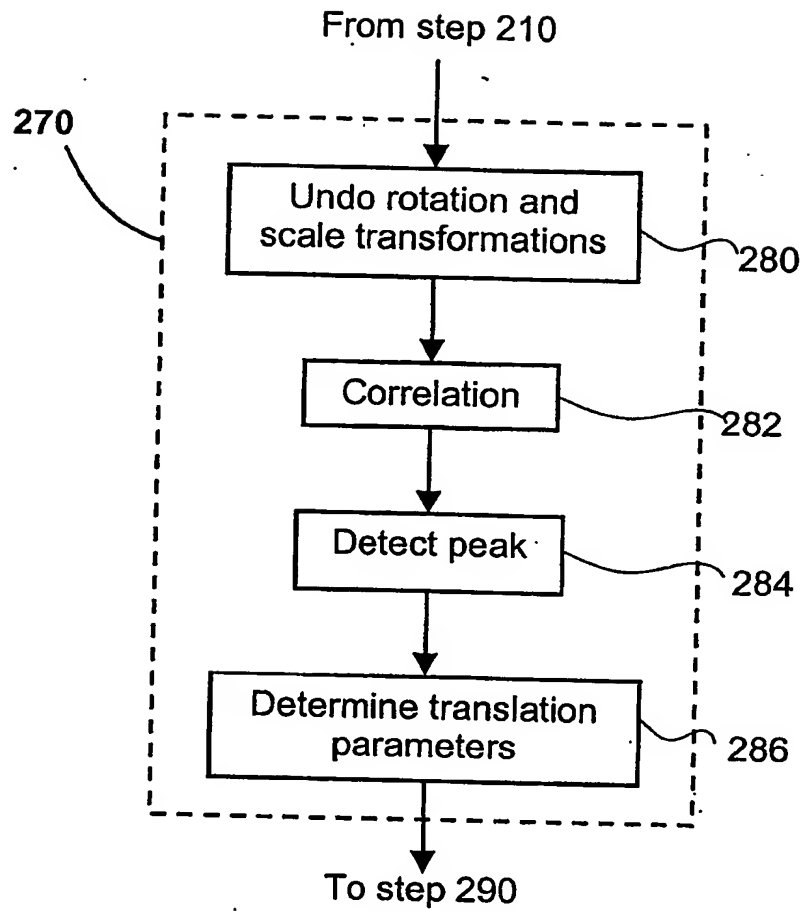 From step 210
270
Undo rotation and
scale transformations
280
Correlation
282
Detect peak
284
Determine translation
parameters
286
To step 290